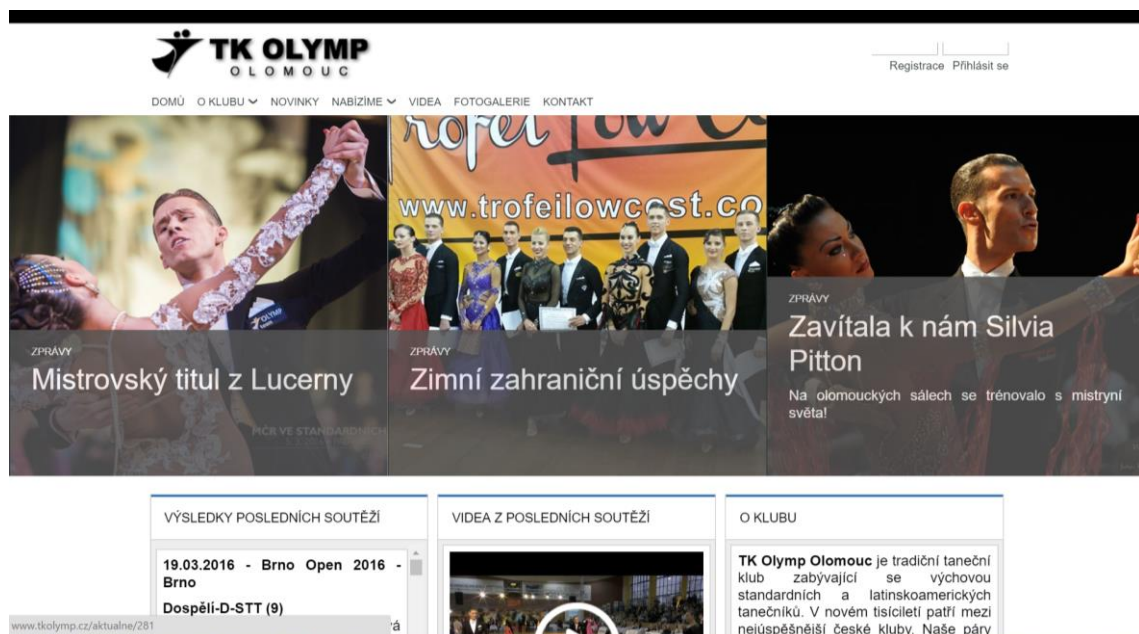 TK OLYMP
OLOMOUC
Registrace Přihlásit se
DOMŮ O KLUBU NOVINKY NABÍZÍME VIDEA FOTOGALERIE KONTAKT
OLYMP
MČR VE STANDARDNÍCH
ZPRÁVY
Mistrovský titul z Lucerny
www.trofeilowcost.co
ZPRÁVY
Zimní zahraniční úspěchy
ZPRÁVY
Zavítala k nám Silvia
Pitton
Na olomouckých sálech se trénovalo s mistryní
světa!
VÝSLEDKY POSLEDNÍCH SOUTĚŽÍ
19.03.2016 - Brno Open 2016 -
Brno
Dospělí-D-STT (9)
VIDEA Z POSLEDNÍCH SOUTĚŽÍ
O KLUBU
TK Olymp Olomouc je tradiční taneční
klub zabývající se výchovou
standardních a latinskoamerických
tanečníků. V novém tisíciletí patří mezi
nejúspěšnější české kluby. Naše páry
www.tkolymp.cz/aktualne/281